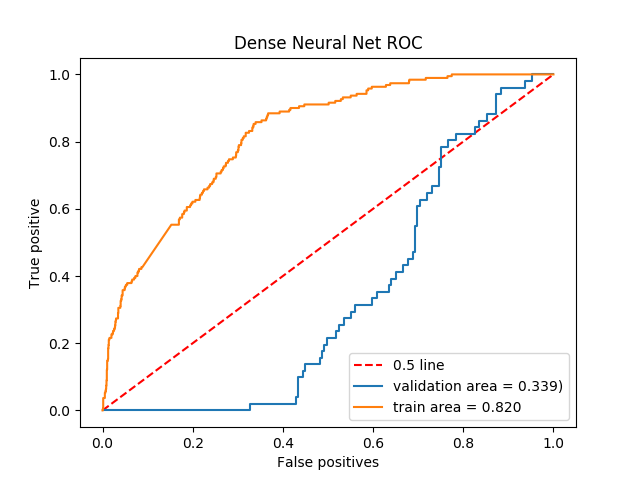 Dense Neural Net ROC
1.0
0.8
0.6
0.4
0.2
0.0
True positive
0.5 line
validation area = 0.339)
train area = 0.820
0.0 0.2 0.4 0.6 0.8 1.0
False positives